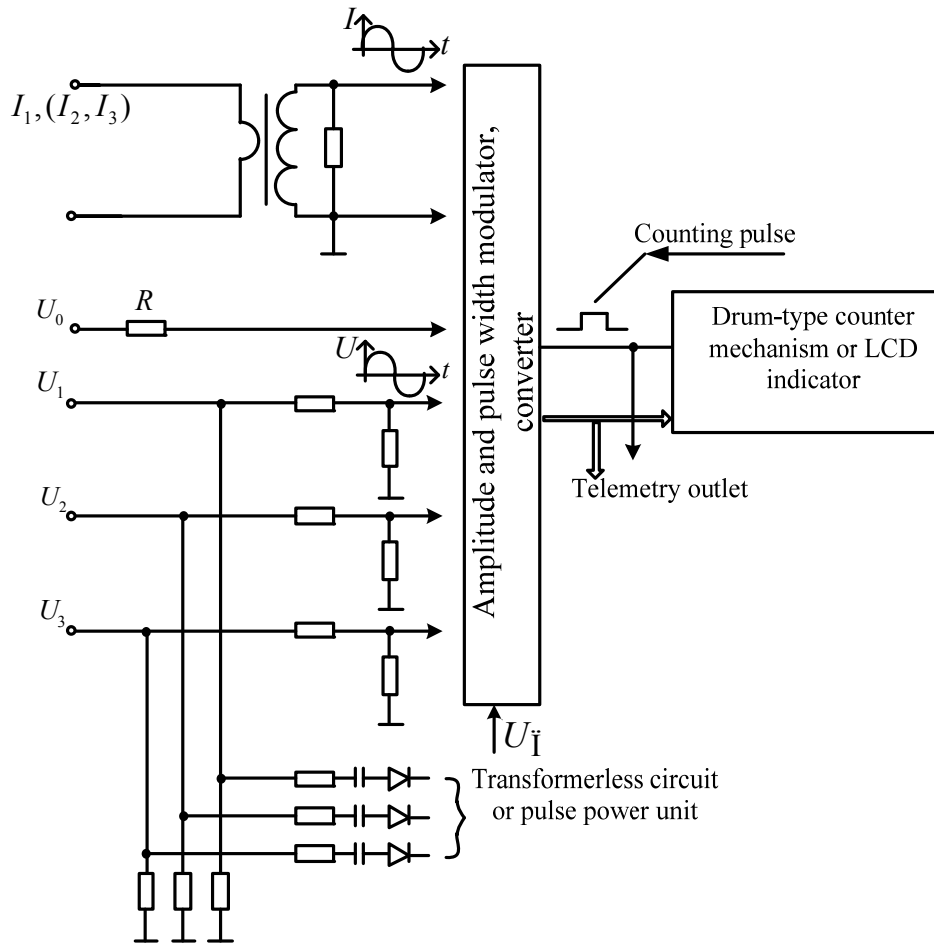 I
t
I₁,(I₂,I₃)
Counting pulse
U₀
R
Drum-type counter
mechanism or LCD
indicator
U
t
U₁
Amplitude and pulse width modulator,
converter
Telemetry outlet
U₂
U₃
U_Ï
Transformerless circuit
or pulse power unit